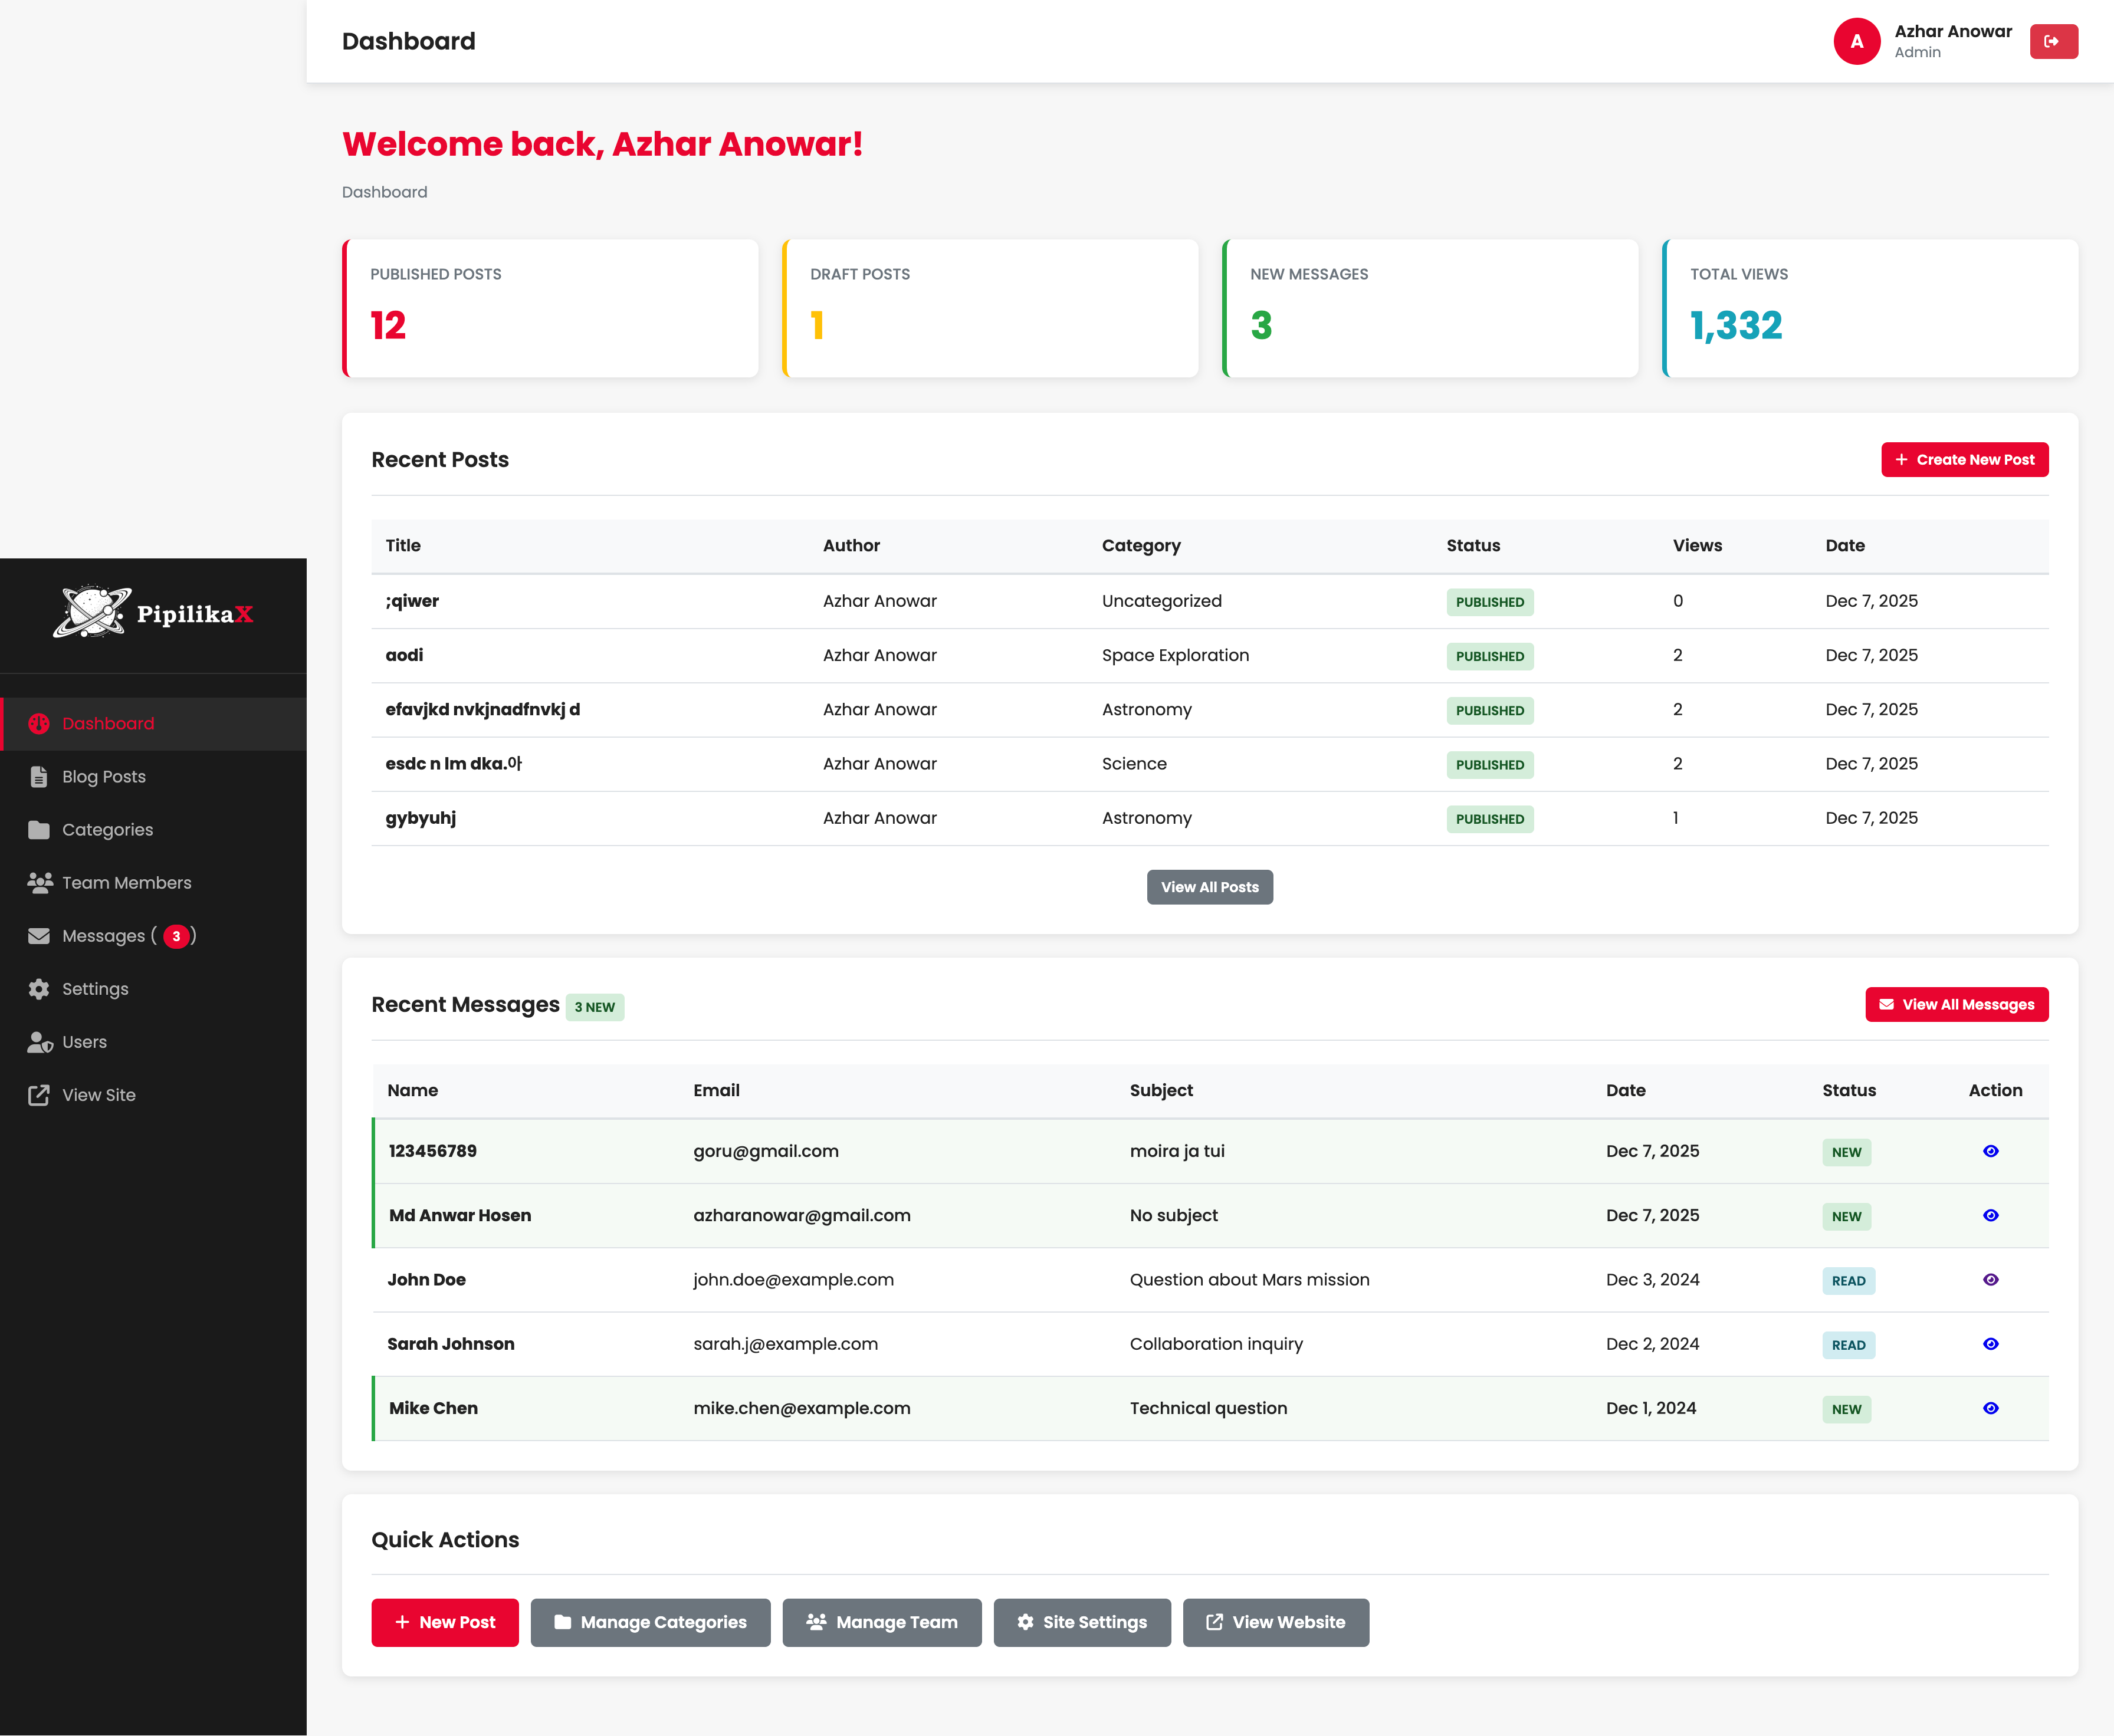 Dashboard
A
Azhar Anowar
Admin
Welcome back, Azhar Anowar!
Dashboard
PUBLISHED POSTS
12
DRAFT POSTS
1
NEW MESSAGES
3
TOTAL VIEWS
1,332
PipilikaX
Dashboard
Blog Posts
Categories
Team Members
Messages ( 3 )
Settings
Users
View Site
Recent Posts
+ Create New Post
Title Author Category Status Views Date
;qiwer Azhar Anowar Uncategorized PUBLISHED 0 Dec 7, 2025
aodi Azhar Anowar Space Exploration PUBLISHED 2 Dec 7, 2025
efavjkd nvkjnadfnvkj d Azhar Anowar Astronomy PUBLISHED 2 Dec 7, 2025
esdc n lm dka.아 Azhar Anowar Science PUBLISHED 2 Dec 7, 2025
gybyuhj Azhar Anowar Astronomy PUBLISHED 1 Dec 7, 2025
View All Posts
Recent Messages 3 NEW
View All Messages
Name Email Subject Date Status Action
123456789 goru@gmail.com moira ja tui Dec 7, 2025 NEW
Md Anwar Hosen azharanowar@gmail.com No subject Dec 7, 2025 NEW
John Doe john.doe@example.com Question about Mars mission Dec 3, 2024 READ
Sarah Johnson sarah.j@example.com Collaboration inquiry Dec 2, 2024 READ
Mike Chen mike.chen@example.com Technical question Dec 1, 2024 NEW
Quick Actions
+ New Post
Manage Categories
Manage Team
Site Settings
View Website